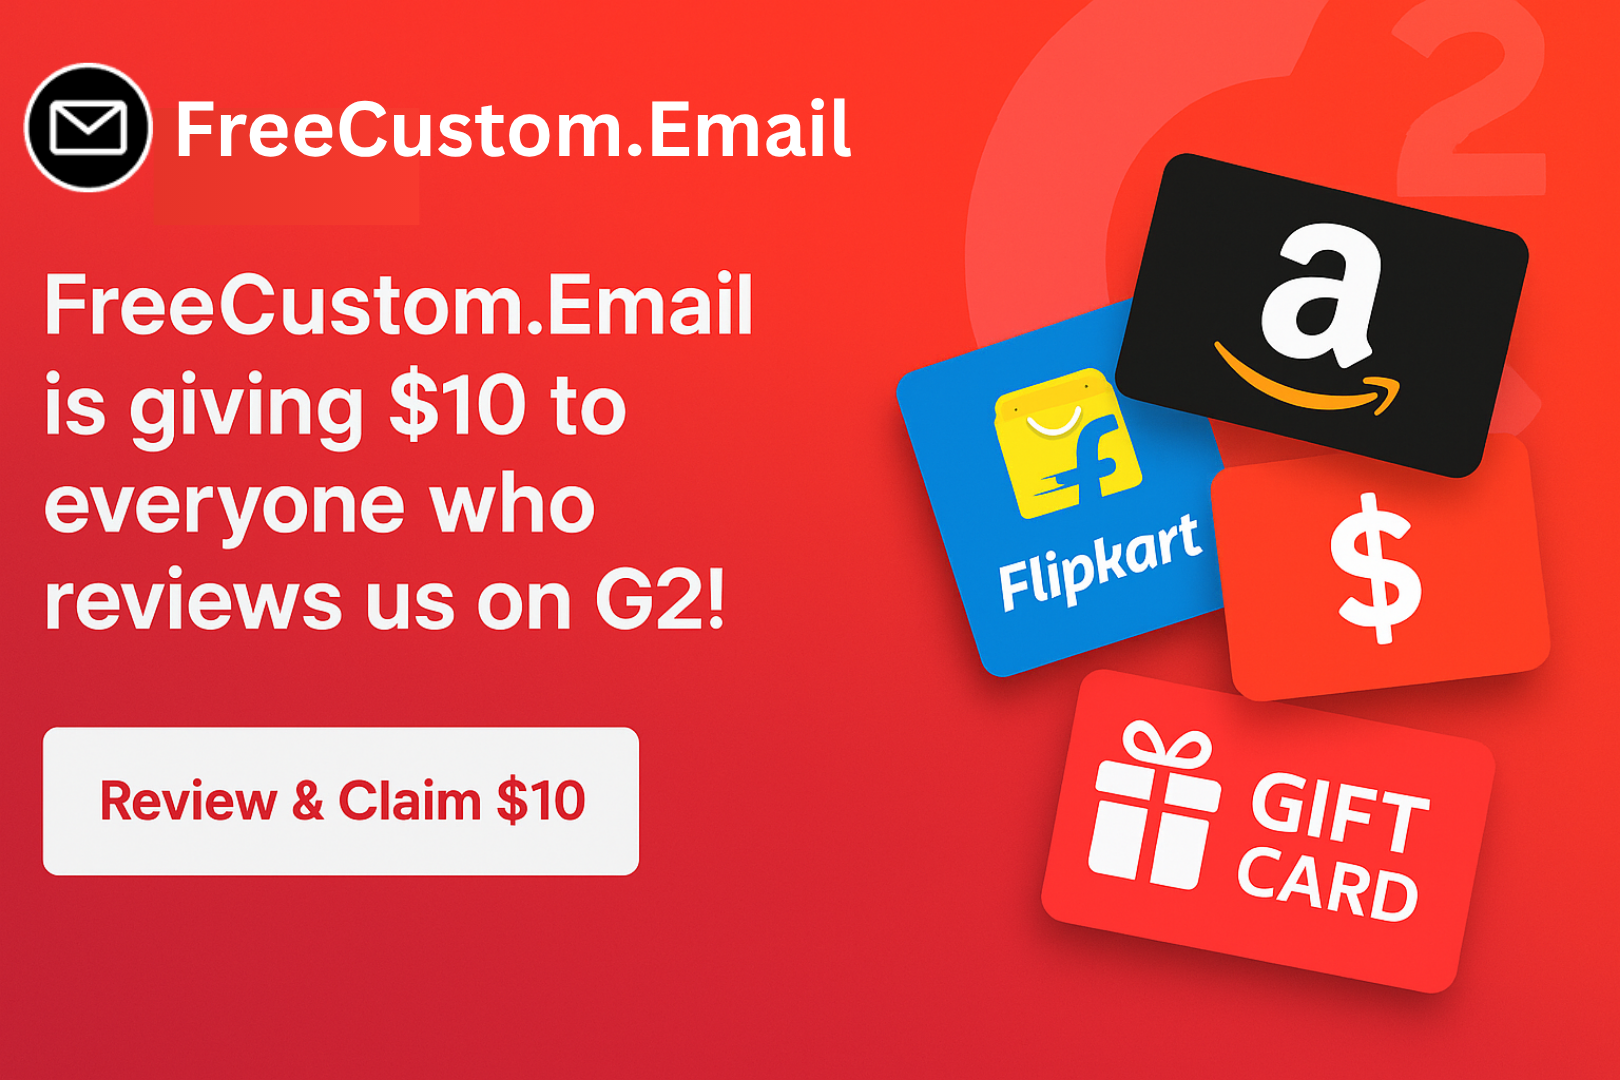 FreeCustom.Email
FreeCustom.Email
is giving $10 to
everyone who
reviews us on G2!
Review & Claim $10
2
a
f
Flipkart
$
GIFT
CARD